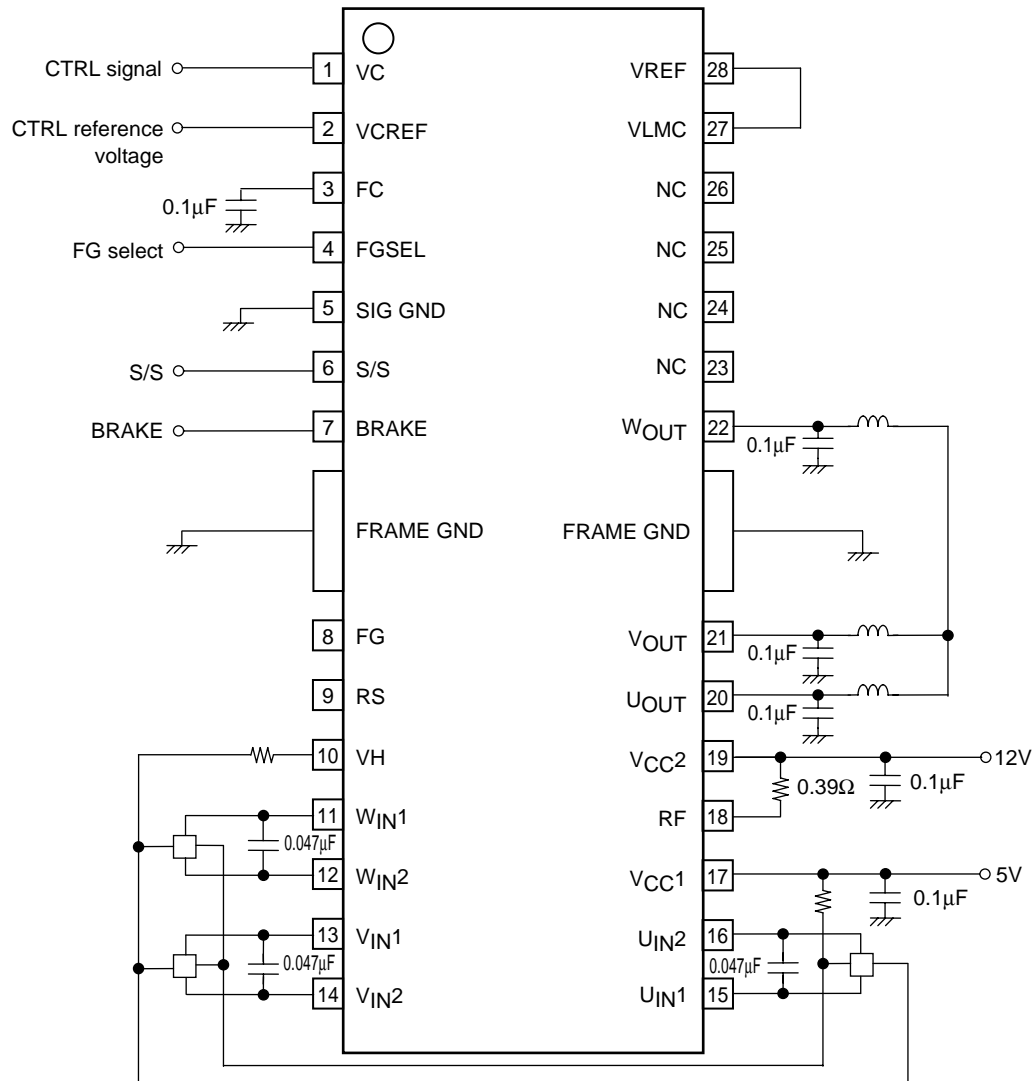 CTRL signal
1 VC
VREF 28
CTRL reference
voltage
2 VCREF
VLMC 27
0.1µF
3 FC
NC 26
FG select
4 FGSEL
NC 25
5 SIG GND
NC 24
S/S
6 S/S
NC 23
BRAKE
7 BRAKE
WOUT 22
0.1µF
FRAME GND
FRAME GND
8 FG
VOUT 21
0.1µF
9 RS
UOUT 20
0.1µF
10 VH
VCC2 19
12V
0.39Ω
0.1µF
11 WIN1
RF 18
0.047µF
12 WIN2
VCC1 17
5V
0.1µF
13 VIN1
UIN2 16
0.047µF
0.047µF
14 VIN2
UIN1 15